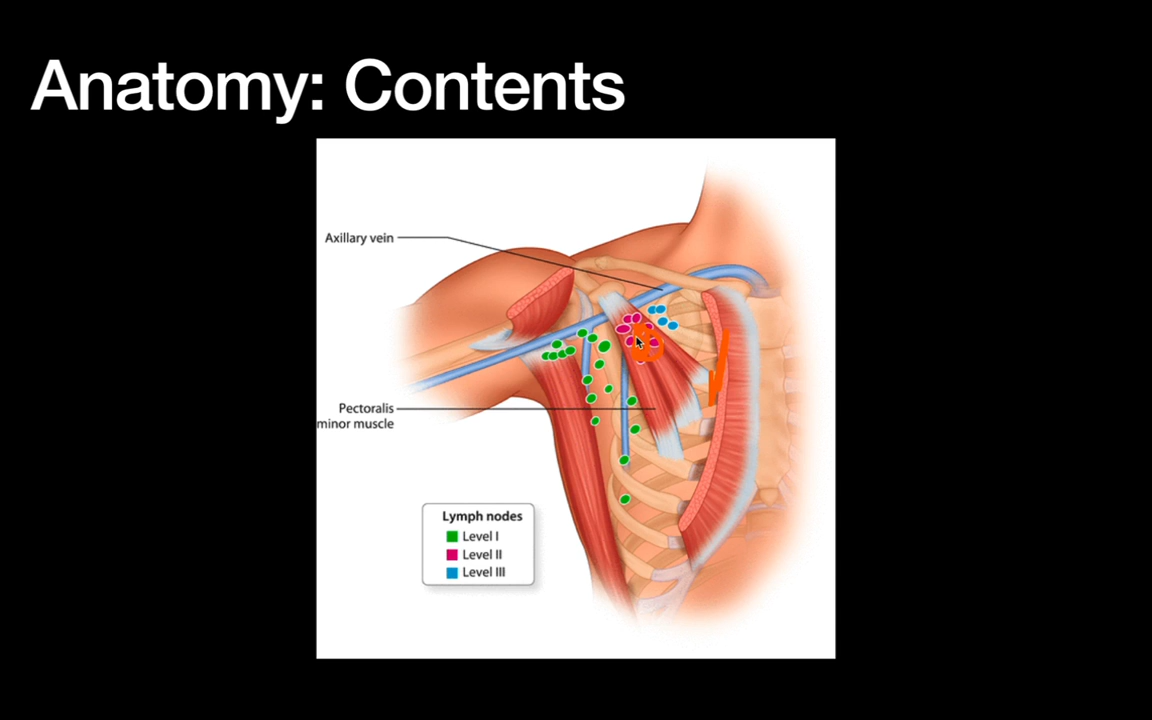 Anatomy: Contents
Axillary vein
Pectoralis
minor muscle
Lymph nodes
Level I
Level II
Level III